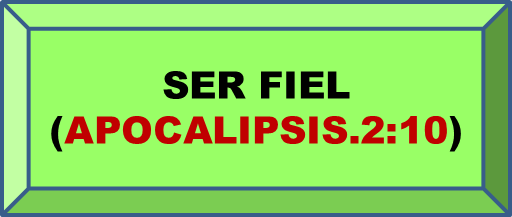 SER FIEL
(APOCALIPSIS.2:10)